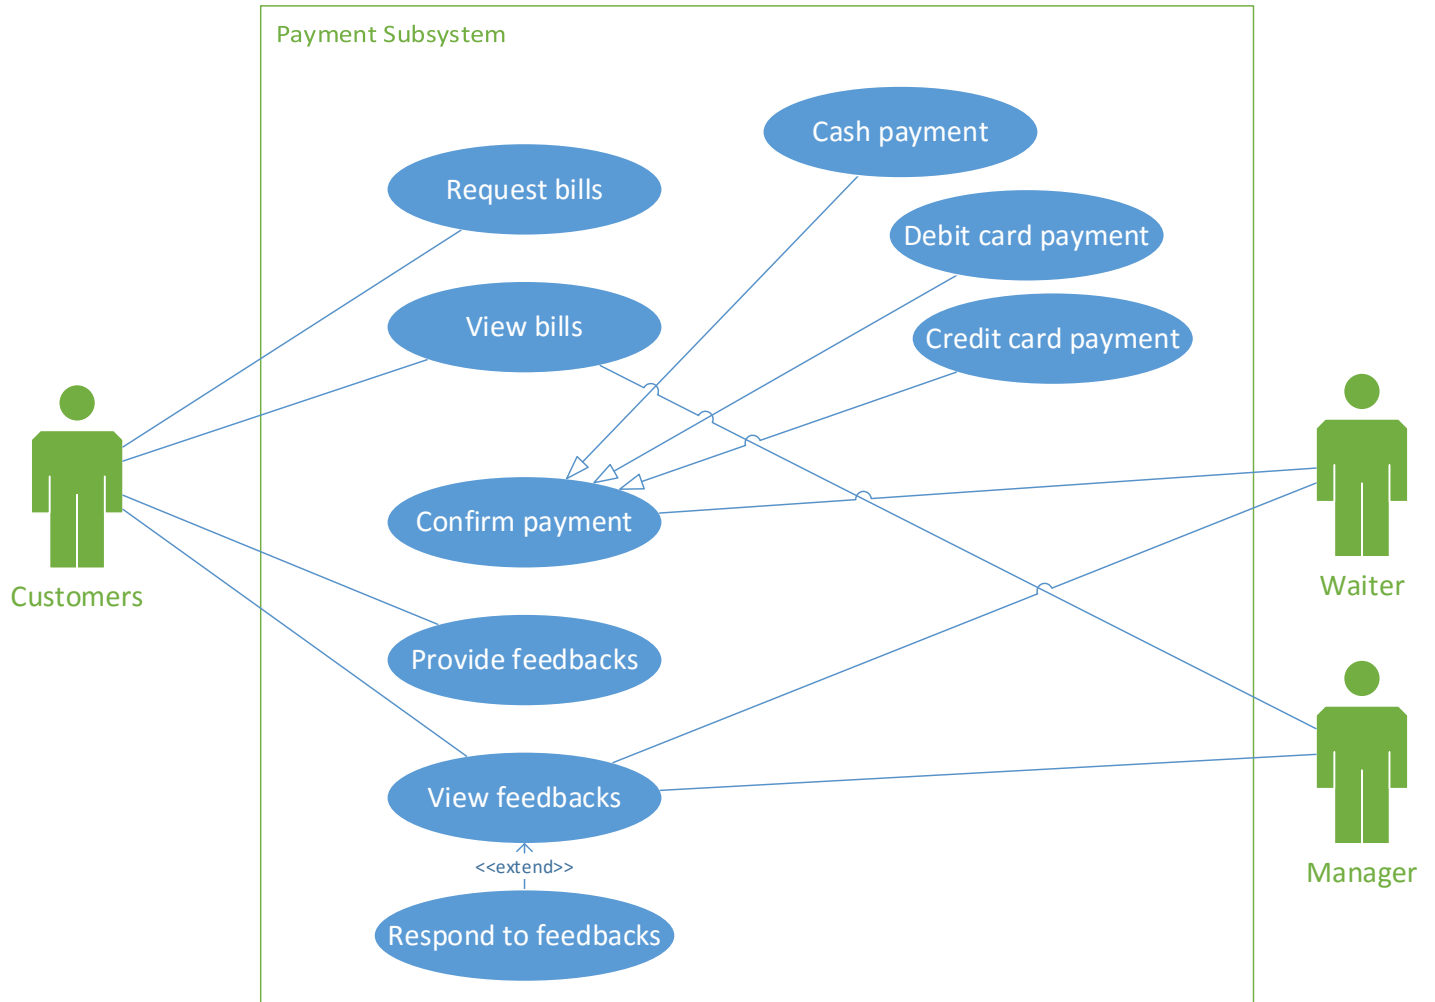 Payment Subsystem
Cash payment
Request bills
Debit card payment
View bills
Credit card payment
Confirm payment
Customers
Waiter
Provide feedbacks
View feedbacks
<<extend>>
Manager
Respond to feedbacks